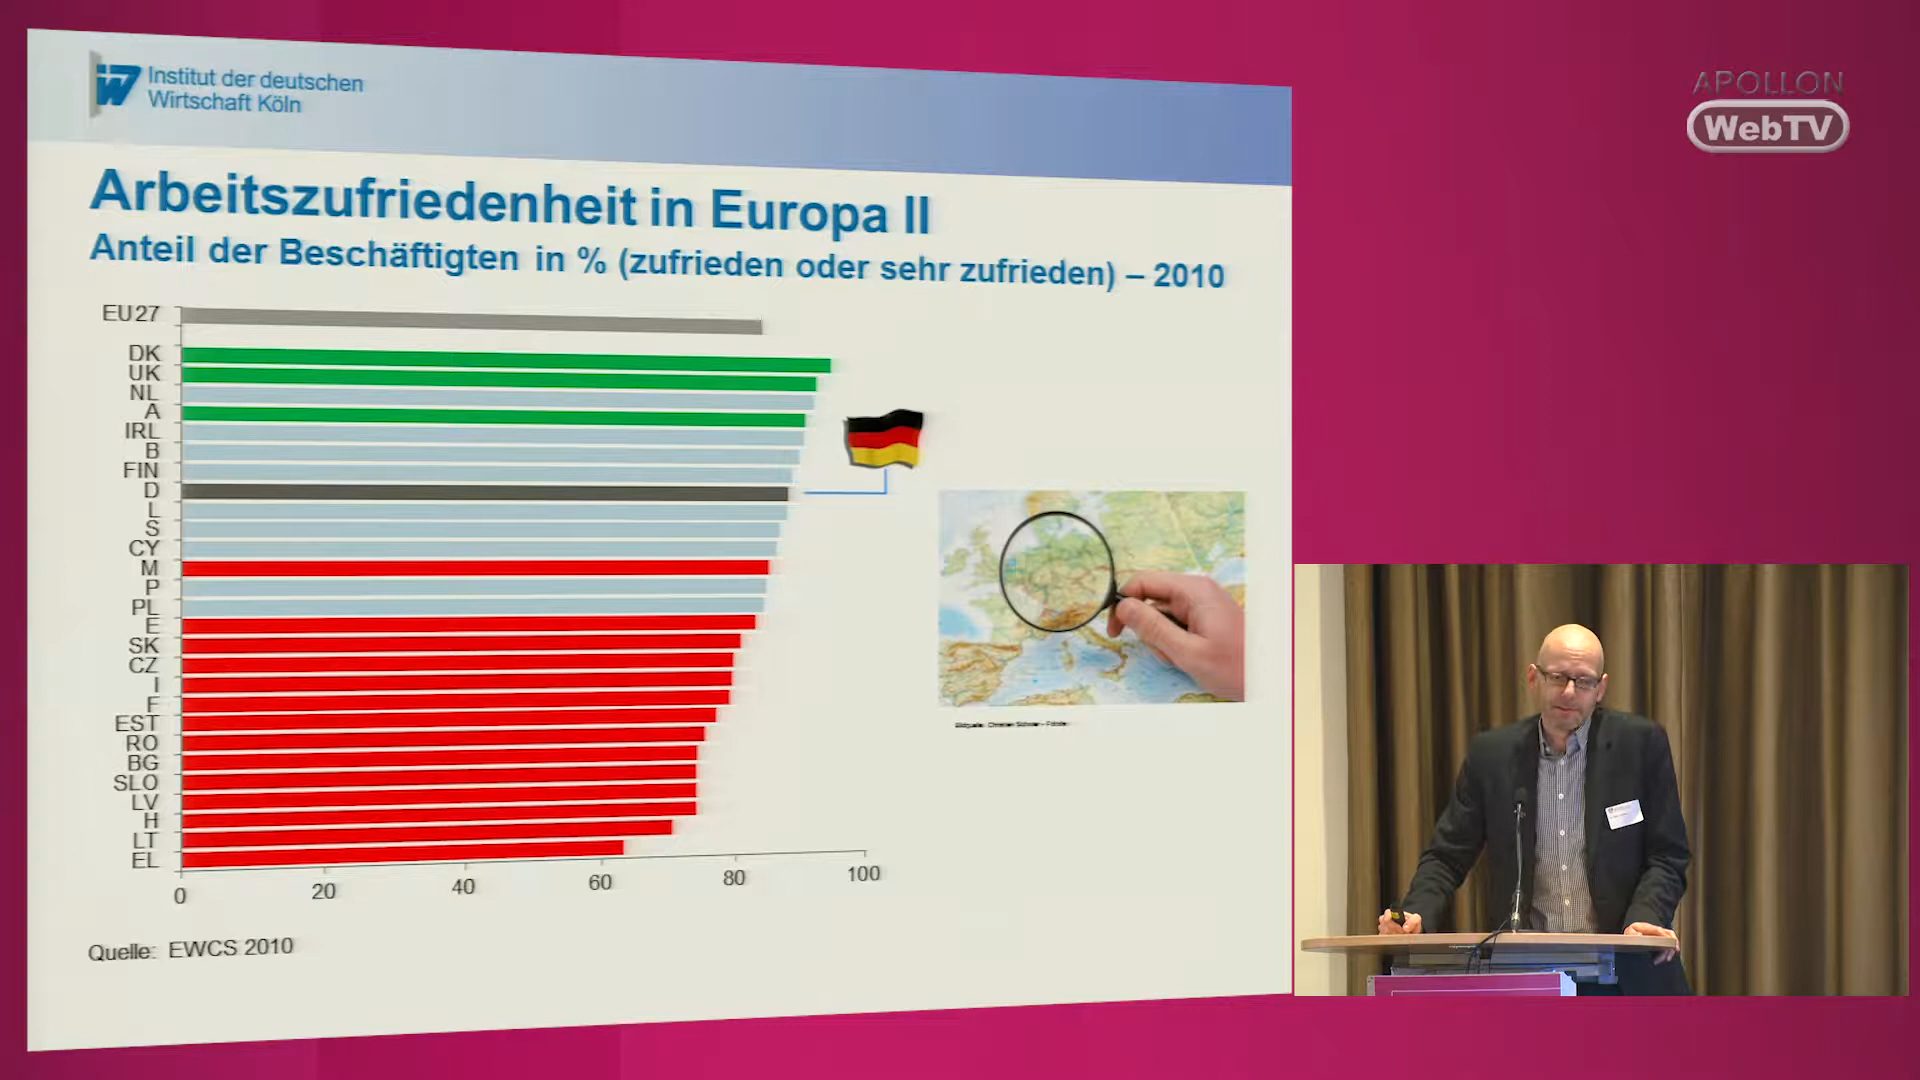 Institut der deutschen
Wirtschaft Köln
APOLLON
WebTV
Arbeitszufriedenheit in Europa II
Anteil der Beschäftigten in % (zufrieden oder sehr zufrieden) – 2010
EU27
DK
UK
NL
A
IRL
B
FIN
D
L
S
CY
M
P
PL
E
SK
CZ
I
F
EST
RO
BG
SLO
LV
H
LT
EL
0 20 40 60 80 100
Quelle: EWCS 2010